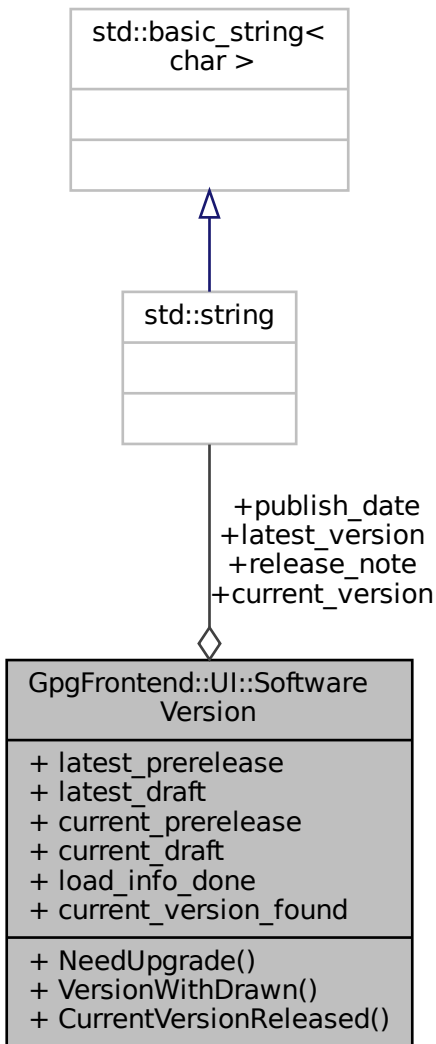 std::basic_string<
char >
std::string
+publish_date
+latest_version
+release_note
+current_version
GpgFrontend::UI::Software
Version
+ latest_prerelease
+ latest_draft
+ current_prerelease
+ current_draft
+ load_info_done
+ current_version_found
+ NeedUpgrade()
+ VersionWithDrawn()
+ CurrentVersionReleased()